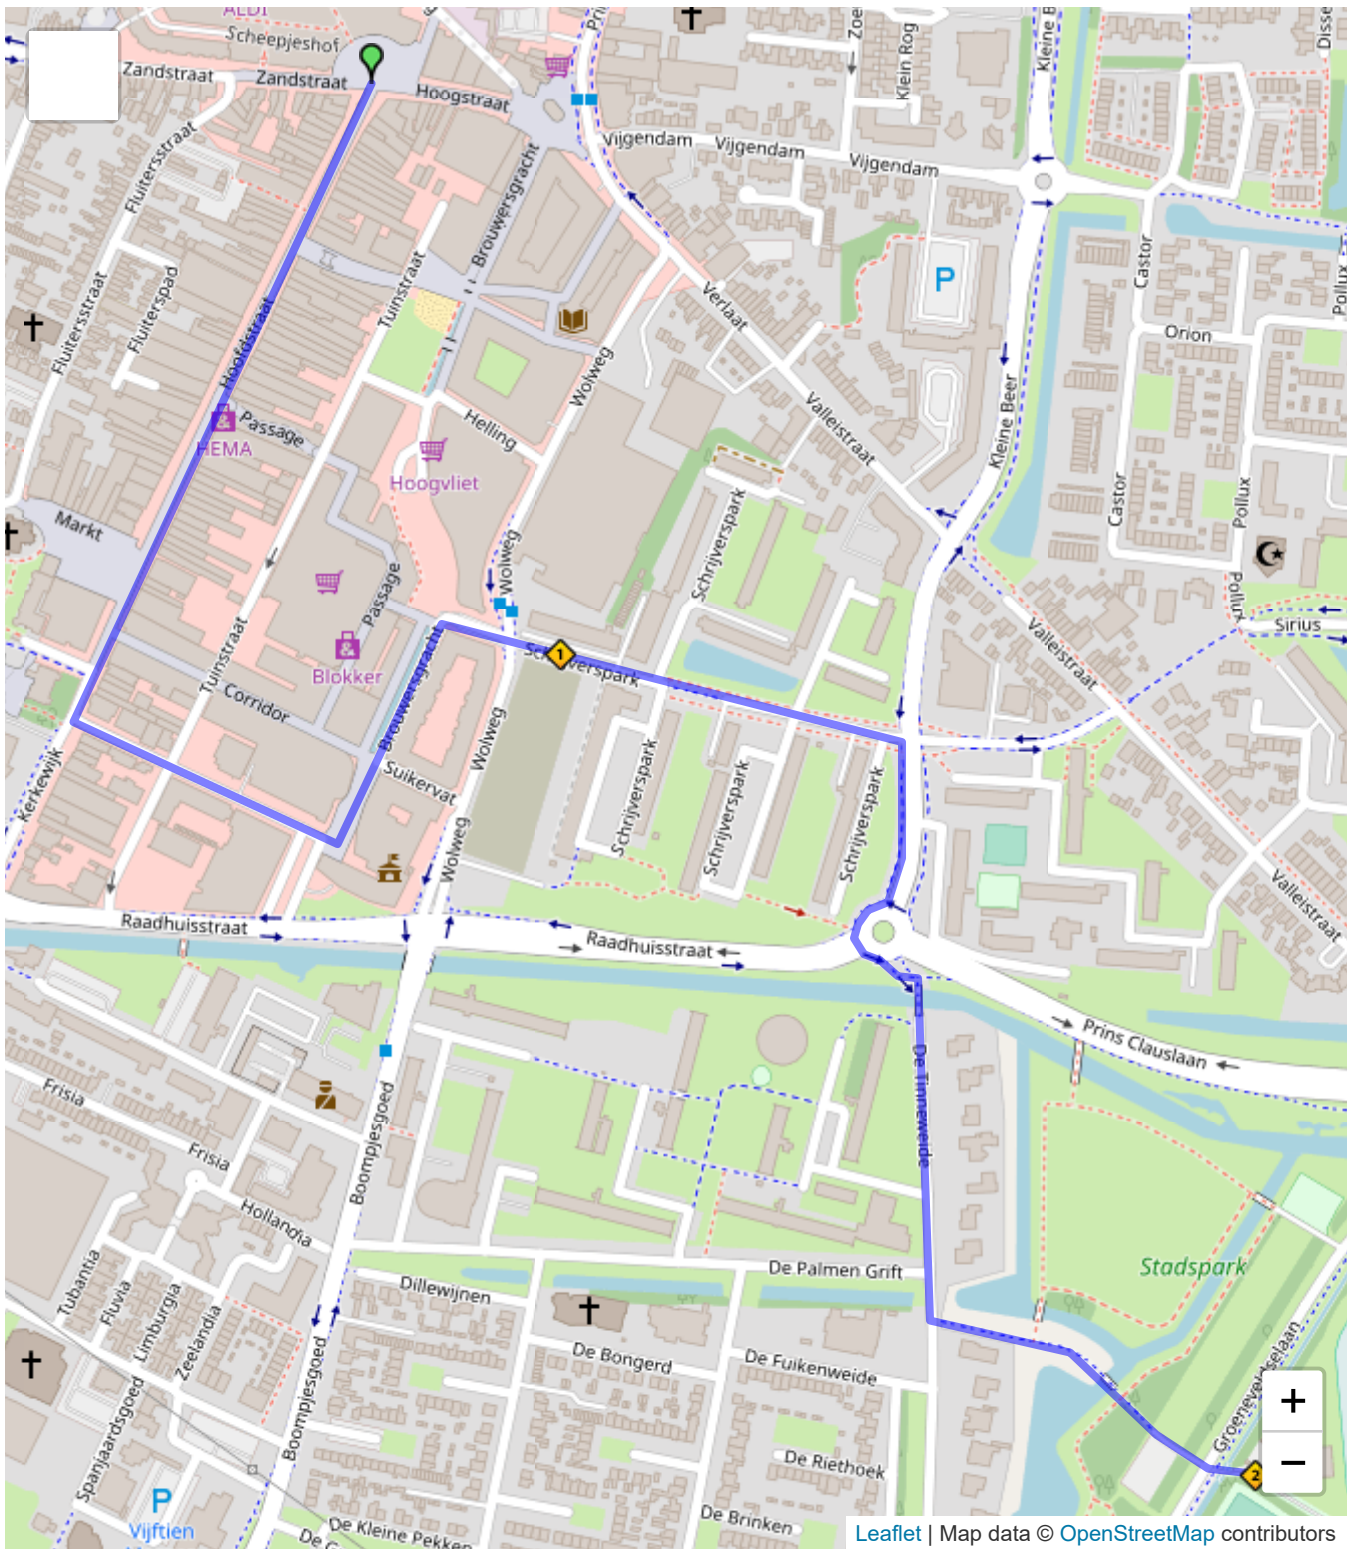 ALDI
Scheepjeshof
Zandstraat
Zandstraat
Hoogstraat
Klein Rog
Vijgendam
Vijgendam
Vijgendam
Fluitersstraat
Brouwersgracht
Castor
P
Fluiterspad
Tuinstraat
Verlaat
Pollux
Fluitersstraat
Hoofdstraat
Wolweg
Orion
Kleine Beer
Passage
Helling
Valleistraat
HEMA
Hoogvliet
Castor
Pollux
Markt
Schrijverspark
Wolweg
Passage
Pollux
Sirius
Tuinstraat
Valleistraat
1
Schrijverspark
Blokker
Corridor
Brouwersgracht
Wolweg
Suikervat
Kerkewijk
Schrijverspark
Schrijverspark
Schrijverspark
Wolweg
Valleistraat
Raadhuisstraat
Raadhuisstraat
Prins Clauslaan
De Tinneweide
Frisia
Frisia
Boompjesgoed
Hollandia
Stadspark
De Palmen Grift
Tubantia
Fluvia
Limburgia
Zeelandia
Dillewijnen
De Bongerd
De Fuikenweide
Groeneveldselaan
Spanjaardsgoed
Boompjesgoed
+
De Riethoek
2
−
P
Vijftien
De Kleine Pekken
De Brinken
Leaflet | Map data © OpenStreetMap contributors